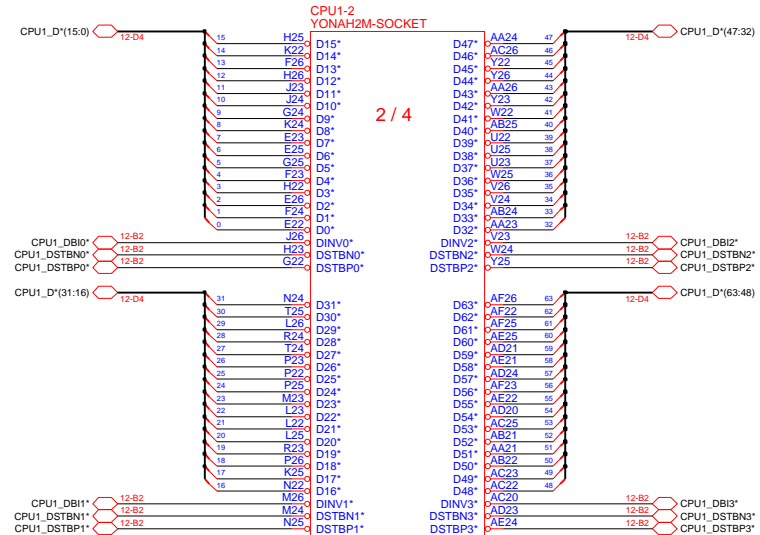 CPU1-2
YONAH2M-SOCKET
2 / 4
CPU1_D*(15:0) 12-D4 15 H25 D15* D47* AA24 47 12-D4 CPU1_D*(47:32)
14 K22 D14* D46* AC26 46
13 F26 D13* D45* Y22 45
12 H26 D12* D44* Y26 44
11 J23 D11* D43* AA26 43
10 J24 D10* D42* Y23 42
9 G24 D9* D41* W22 41
8 K24 D8* D40* AB25 40
7 E23 D7* D39* U22 39
6 E25 D6* D38* U25 38
5 G25 D5* D37* U23 37
4 F23 D4* D36* W25 36
3 H22 D3* D35* V26 35
2 E26 D2* D34* V24 34
1 F24 D1* D33* AB24 33
0 E22 D0* D32* AA23 32
CPU1_DBI0* 12-B2 J26 DINV0* DINV2* V23 12-B2 CPU1_DBI2*
CPU1_DSTBN0* 12-B2 H23 DSTBN0* DSTBN2* W24 12-B2 CPU1_DSTBN2*
CPU1_DSTBP0* 12-B2 G22 DSTBP0* DSTBP2* Y25 12-B2 CPU1_DSTBP2*
CPU1_D*(31:16) 12-D4 31 N24 D31* D63* AF26 63 12-D4 CPU1_D*(63:48)
30 T25 D30* D62* AF22 62
29 L26 D29* D61* AF25 61
28 R24 D28* D60* AE25 60
27 T24 D27* D59* AD21 59
26 P23 D26* D58* AE21 58
25 P22 D25* D57* AD24 57
24 P25 D24* D56* AF23 56
23 M23 D23* D55* AE22 55
22 L23 D22* D54* AD20 54
21 L22 D21* D53* AC25 53
20 L25 D20* D52* AB21 52
19 R23 D19* D51* AA21 51
18 P26 D18* D50* AB22 50
17 K25 D17* D49* AC23 49
16 N22 D16* D48* AC22 48
CPU1_DBI1* 12-B2 M26 DINV1* DINV3* AC20 12-B2 CPU1_DBI3*
CPU1_DSTBN1* 12-B2 M24 DSTBN1* DSTBN3* AD23 12-B2 CPU1_DSTBN3*
CPU1_DSTBP1* 12-B2 N25 DSTBP1* DSTBP3* AE24 12-B2 CPU1_DSTBP3*